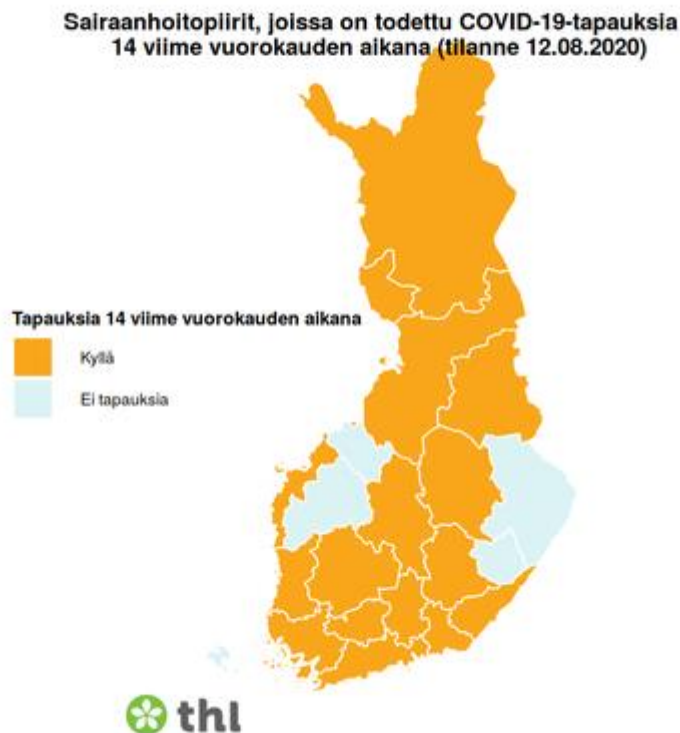 Sairaanhoitopiirit, joissa on todettu COVID-19-tapauksia
14 viime vuorokauden aikana (tilanne 12.08.2020)
Tapauksia 14 viime vuorokauden aikana
Kyllä
Ei tapauksia
thl